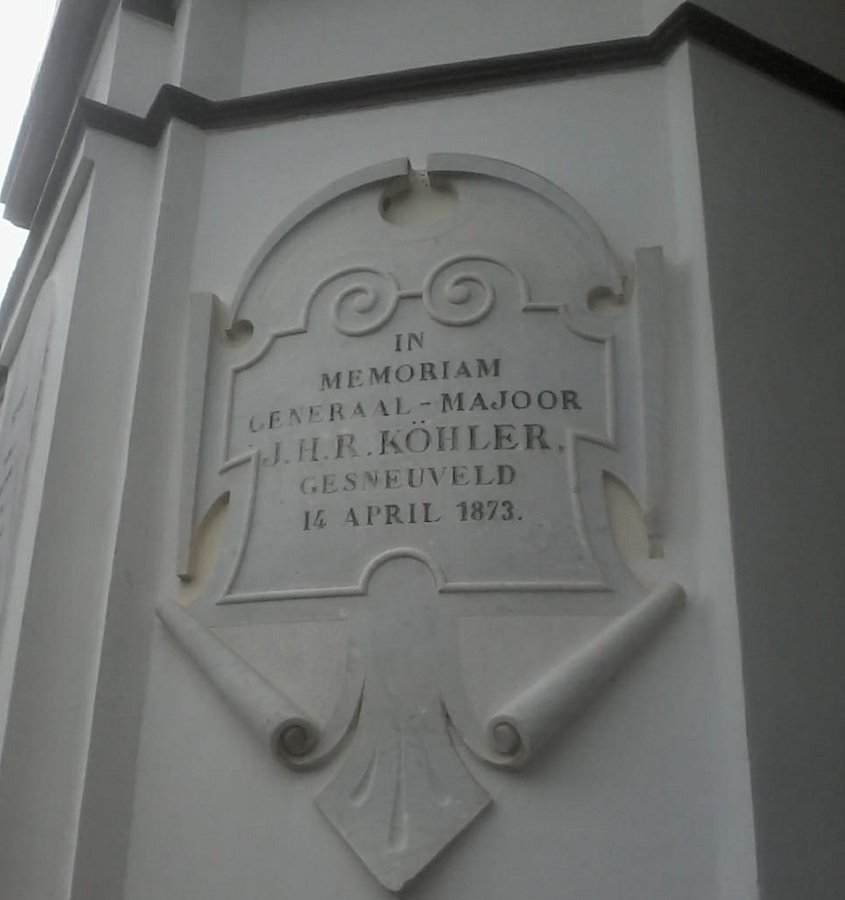 IN
MEMORIAM
GENERAAL-MAJOOR
J.H.R. KÖHLER,
GESNEUVELD
14 APRIL 1873.